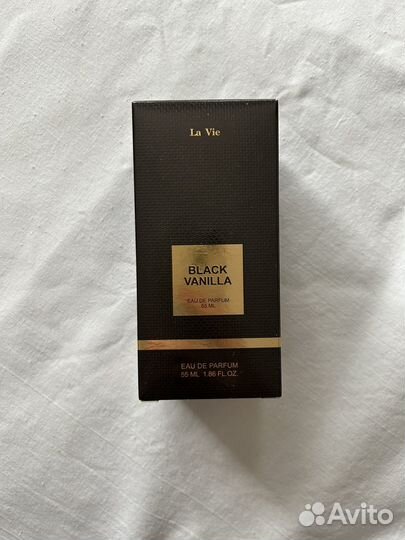 La Vie
BLACK
VANILLA
EAU DE PARFUM
55 ML
EAU DE PARFUM
55 ML 1.86 FL.OZ.
Avito